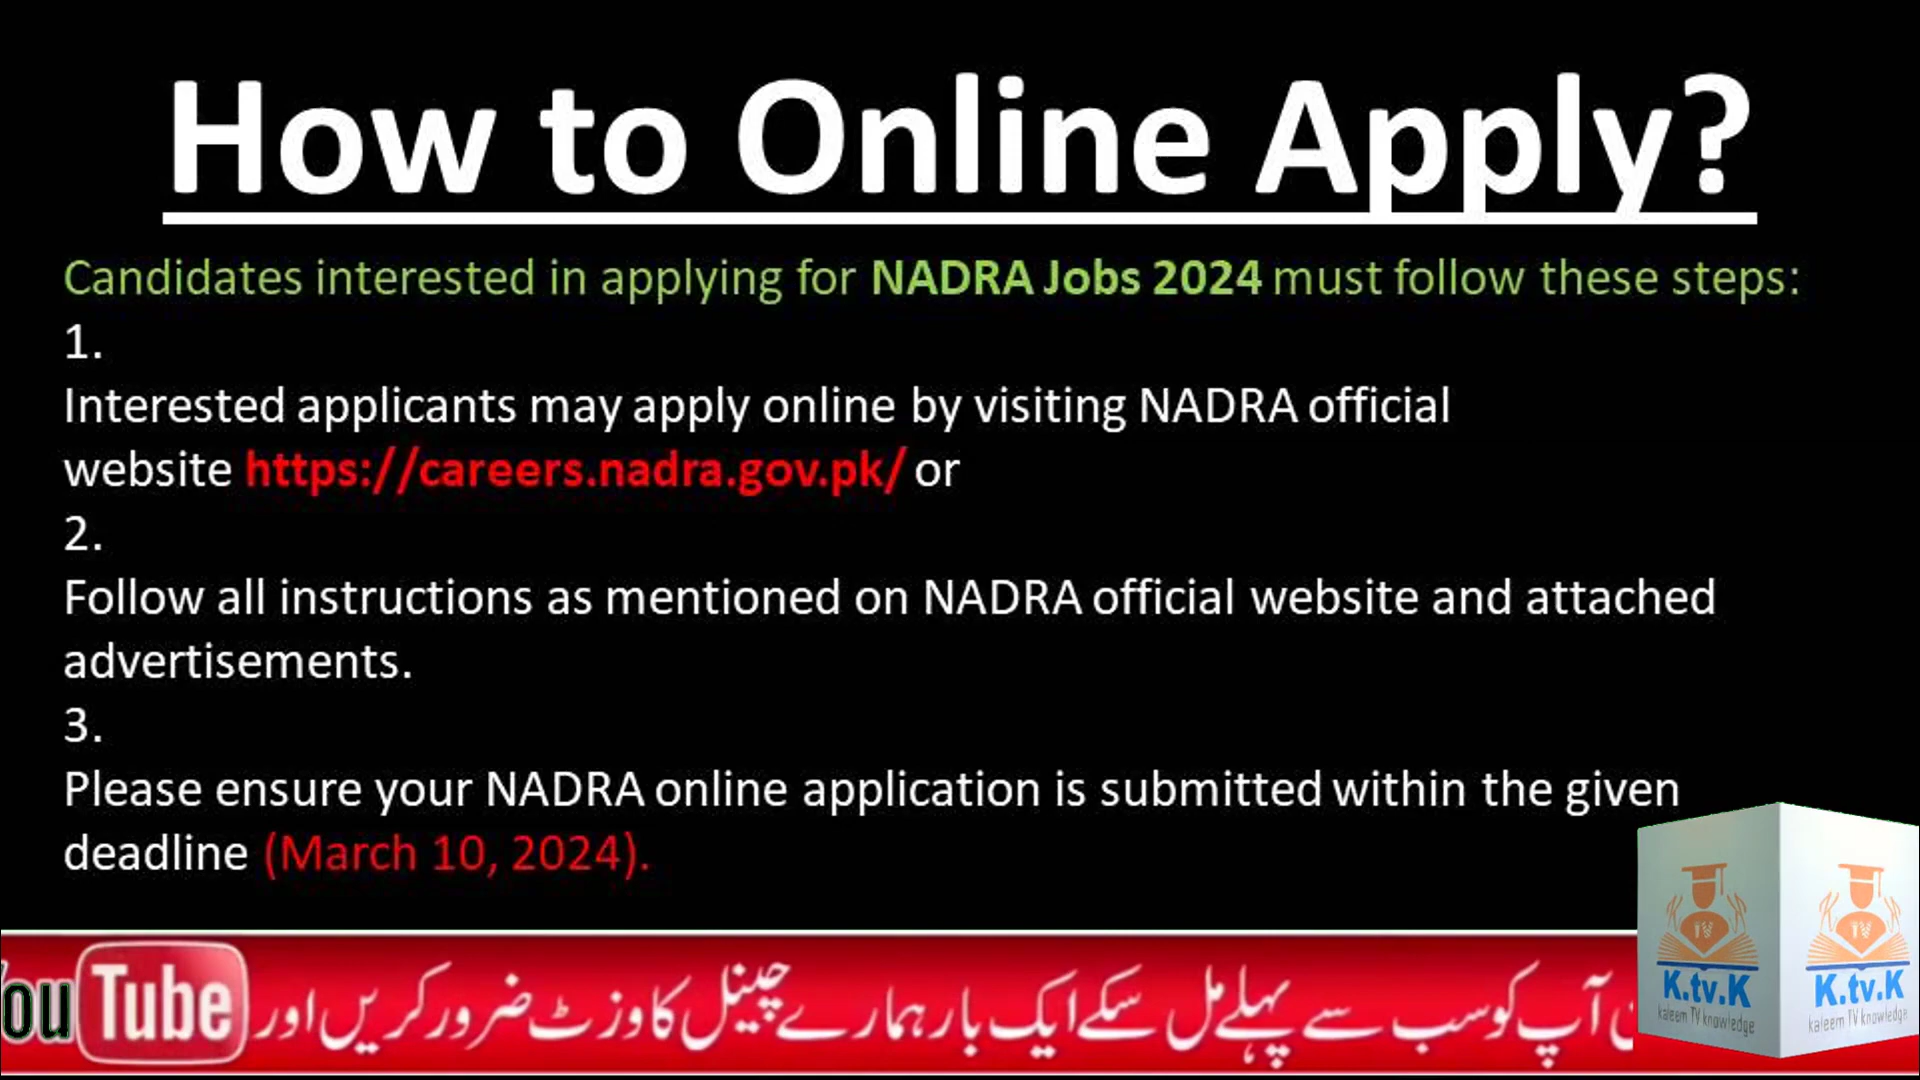 How to Online Apply?
Candidates interested in applying for NADRA Jobs 2024 must follow these steps:
1.
Interested applicants may apply online by visiting NADRA official
website https://careers.nadra.gov.pk/ or
2.
Follow all instructions as mentioned on NADRA official website and attached
advertisements.
3.
Please ensure your NADRA online application is submitted within the given
deadline (March 10, 2024).
آپ کو سب سے پہلے مل سکے ایک بار ہمارے چینل کا وزٹ ضرور کریں اور
ou Tube
TV
K.tv.K
kaleem TV knowledge
TV
K.tv.K
kaleem TV knowledge